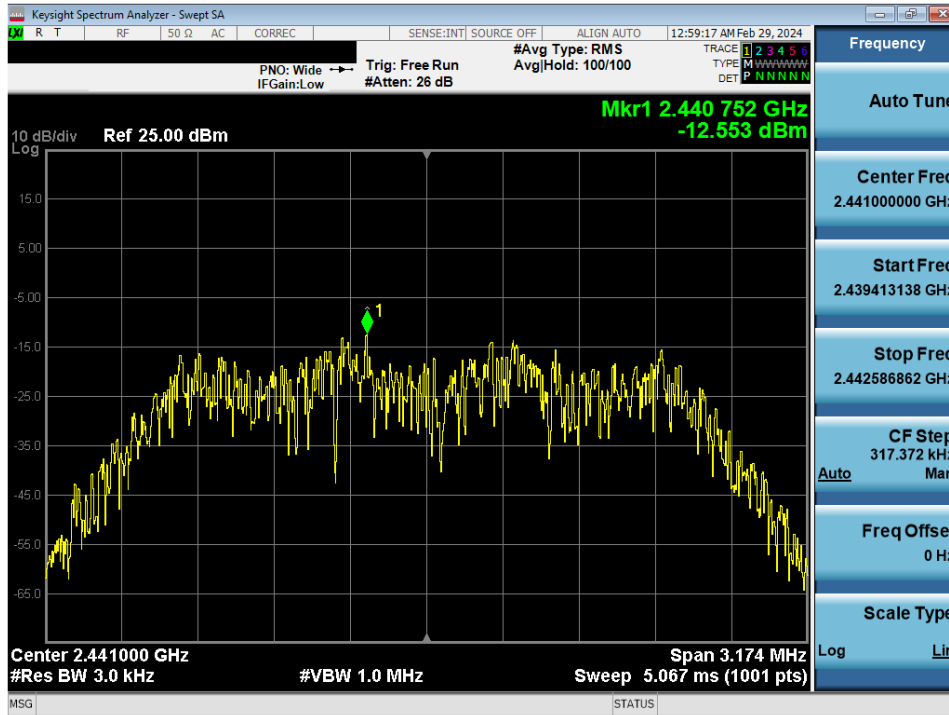 Keysight Spectrum Analyzer - Swept SA
LXI R T RF 50 Ω AC CORREC SENSE:INT SOURCE OFF ALIGN AUTO 12:59:17 AM Feb 29, 2024
PNO: Wide
IFGain:Low
Trig: Free Run
#Atten: 26 dB
#Avg Type: RMS
Avg|Hold: 100/100
TRACE 1 2 3 4 5 6
TYPE M WWWWW
DET P N N N N N
Mkr1 2.440 752 GHz
-12.553 dBm
10 dB/div
Log
Ref 25.00 dBm
15.0
5.00
-5.00
-15.0
-25.0
-35.0
-45.0
-55.0
-65.0
1
Center 2.441000 GHz
Span 3.174 MHz
#Res BW 3.0 kHz
#VBW 1.0 MHz
Sweep 5.067 ms (1001 pts)
MSG
STATUS
Frequency
Auto Tune
Center Freq
2.441000000 GHz
Start Freq
2.439413138 GHz
Stop Freq
2.442586862 GHz
CF Step
317.372 kHz
Auto Man
Freq Offset
0 Hz
Scale Type
Log Lin